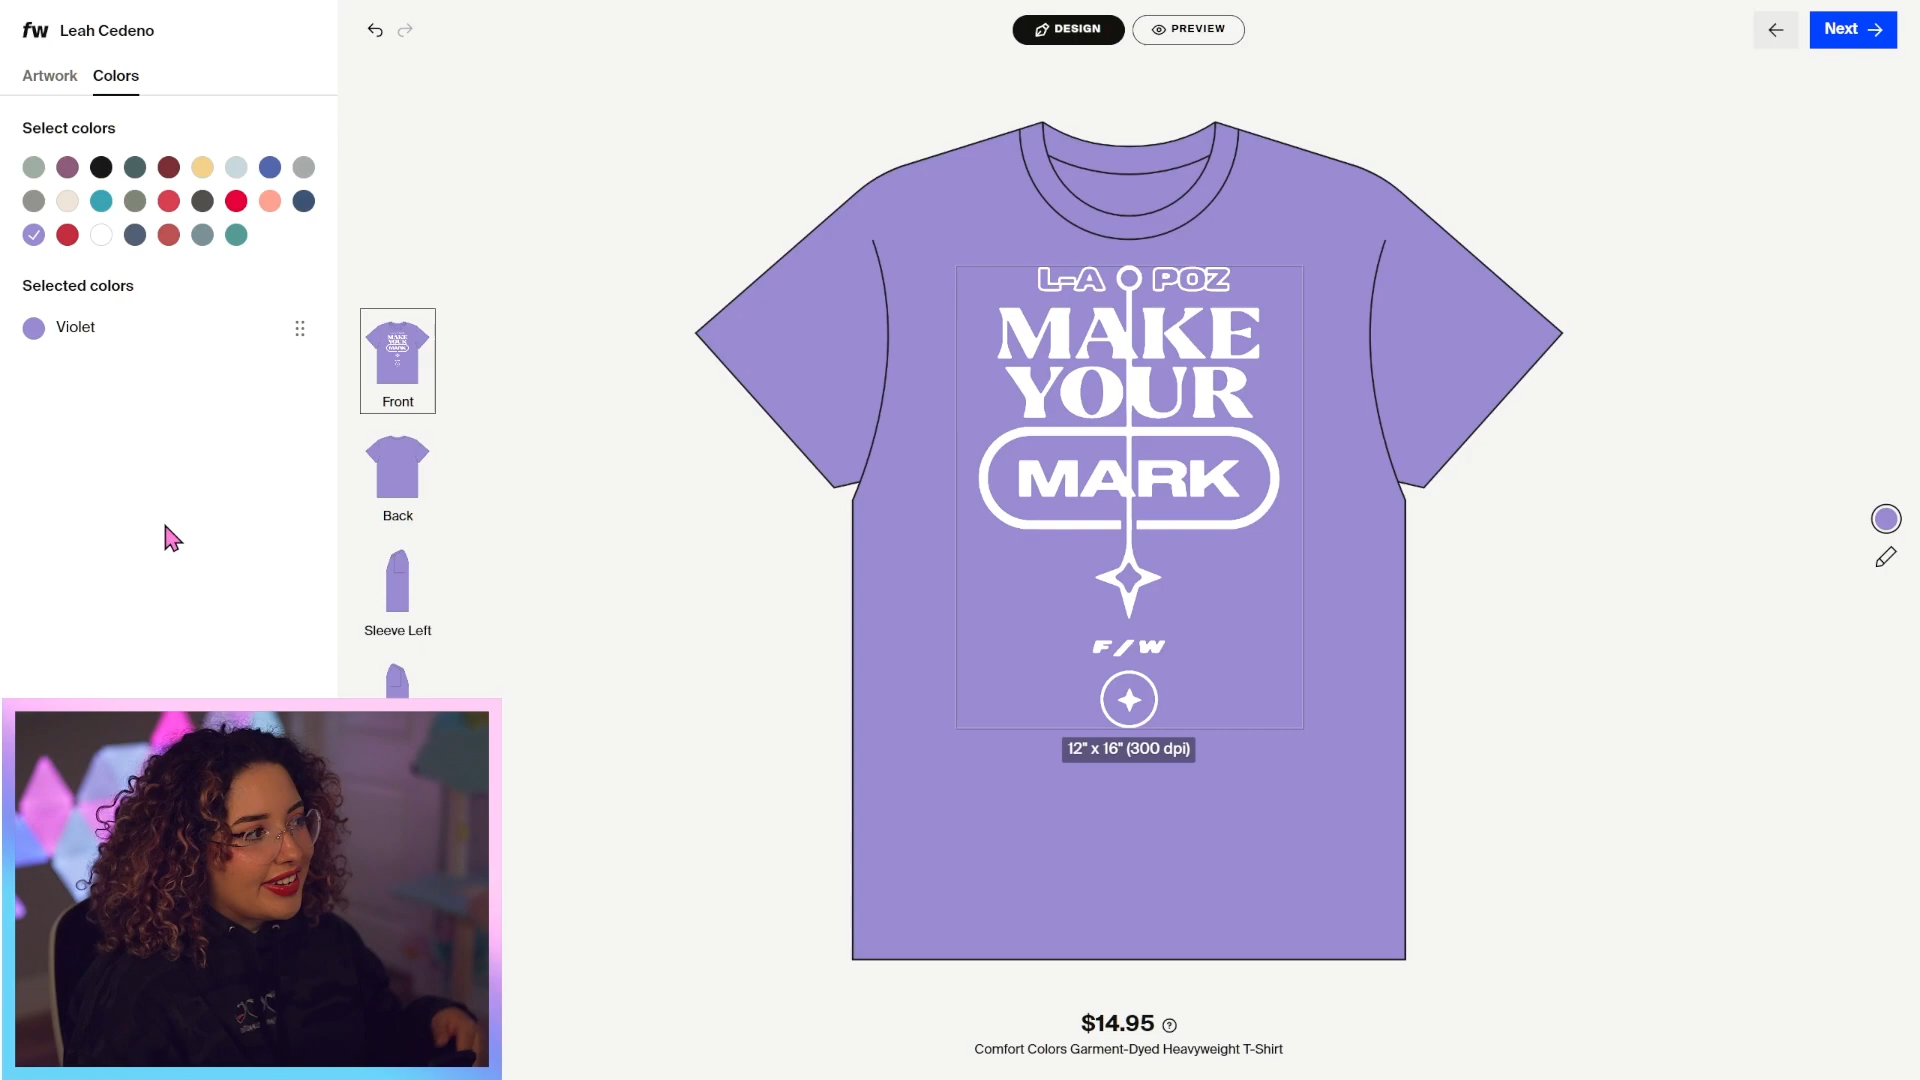 fw Leah Cedeno
Artwork Colors
Select colors
Selected colors
Violet
DESIGN PREVIEW
Next
Front
Back
Sleeve Left
L-A POZ
MAKE
YOUR
MARK
F/W
12" x 16" (300 dpi)
$14.95 ?
Comfort Colors Garment-Dyed Heavyweight T-Shirt